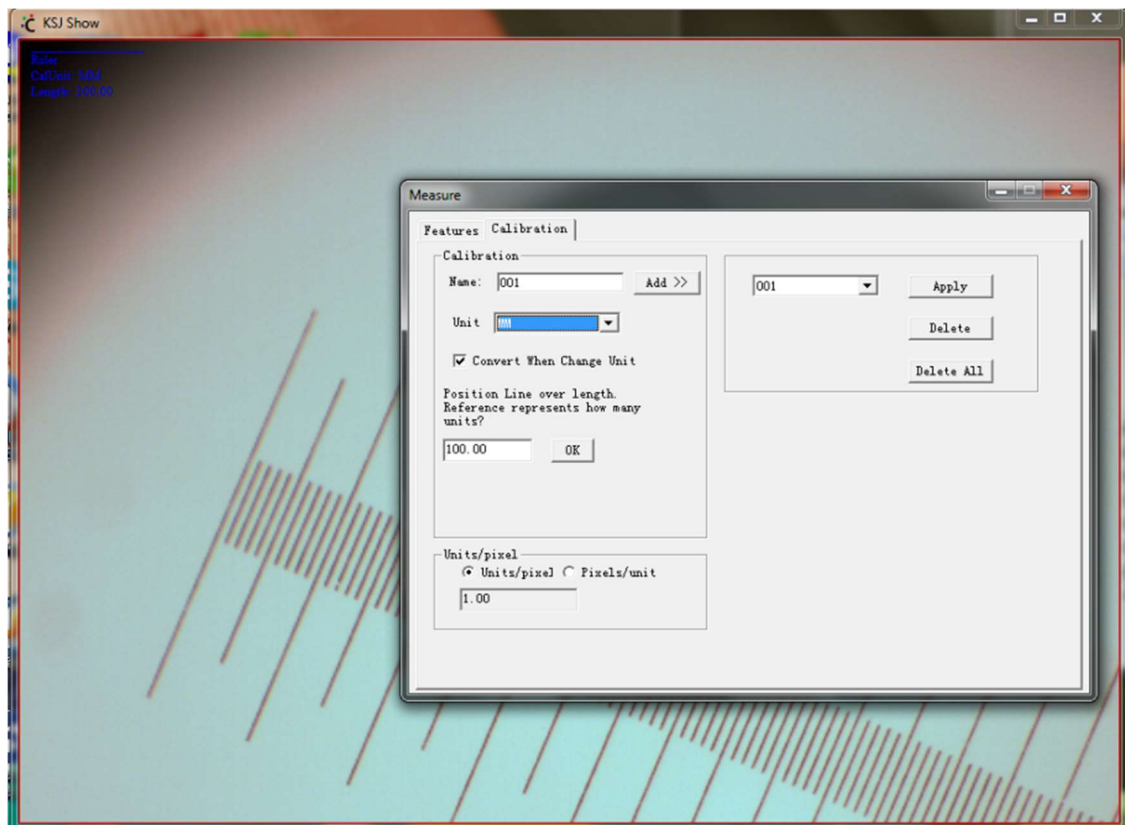 KSJ Show
Ruler
CalUnit: MM
Length: 100.00
Measure
Features Calibration
Calibration
Name: 001 Add >>
Unit
Convert When Change Unit
Position Line over length.
Reference represents how many
units?
100.00 OK
Units/pixel
Units/pixel Pixels/unit
1.00
001 Apply
Delete
Delete All